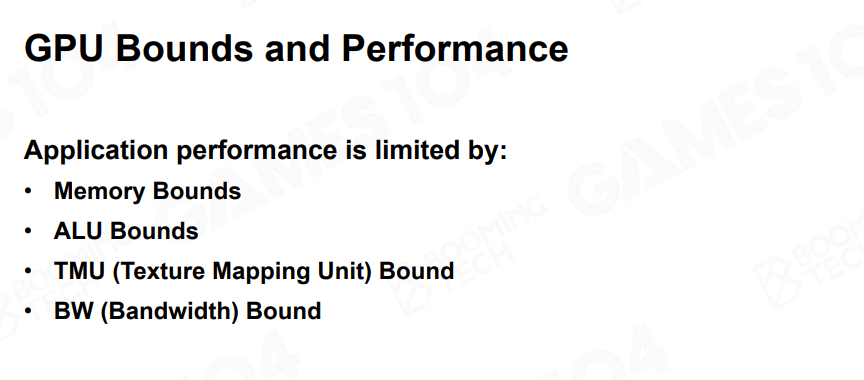 GPU Bounds and Performance
Application performance is limited by:
• Memory Bounds
• ALU Bounds
• TMU (Texture Mapping Unit) Bound
• BW (Bandwidth) Bound
GAMES104
BOOMING TECH